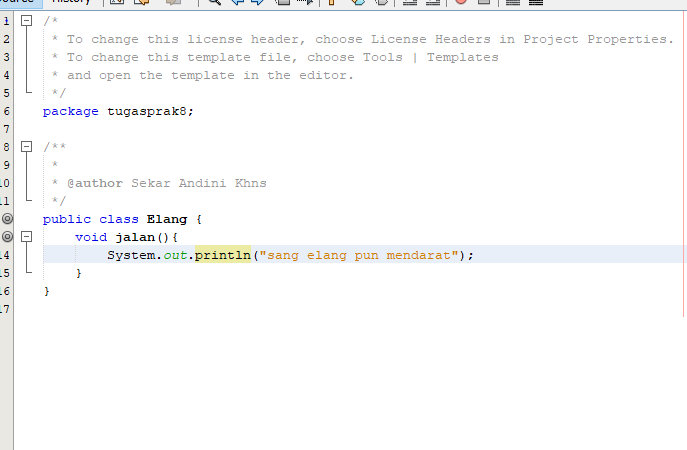 Source History
1 /*
2 * To change this license header, choose License Headers in Project Properties.
3 * To change this template file, choose Tools | Templates
4 * and open the template in the editor.
5 */
6 package tugasprak8;
7
8 /**
9 *
10 * @author Sekar Andini Khns
11 */
public class Elang {
void jalan(){
14 System.out.println("sang elang pun mendarat");
15 }
16 }
17